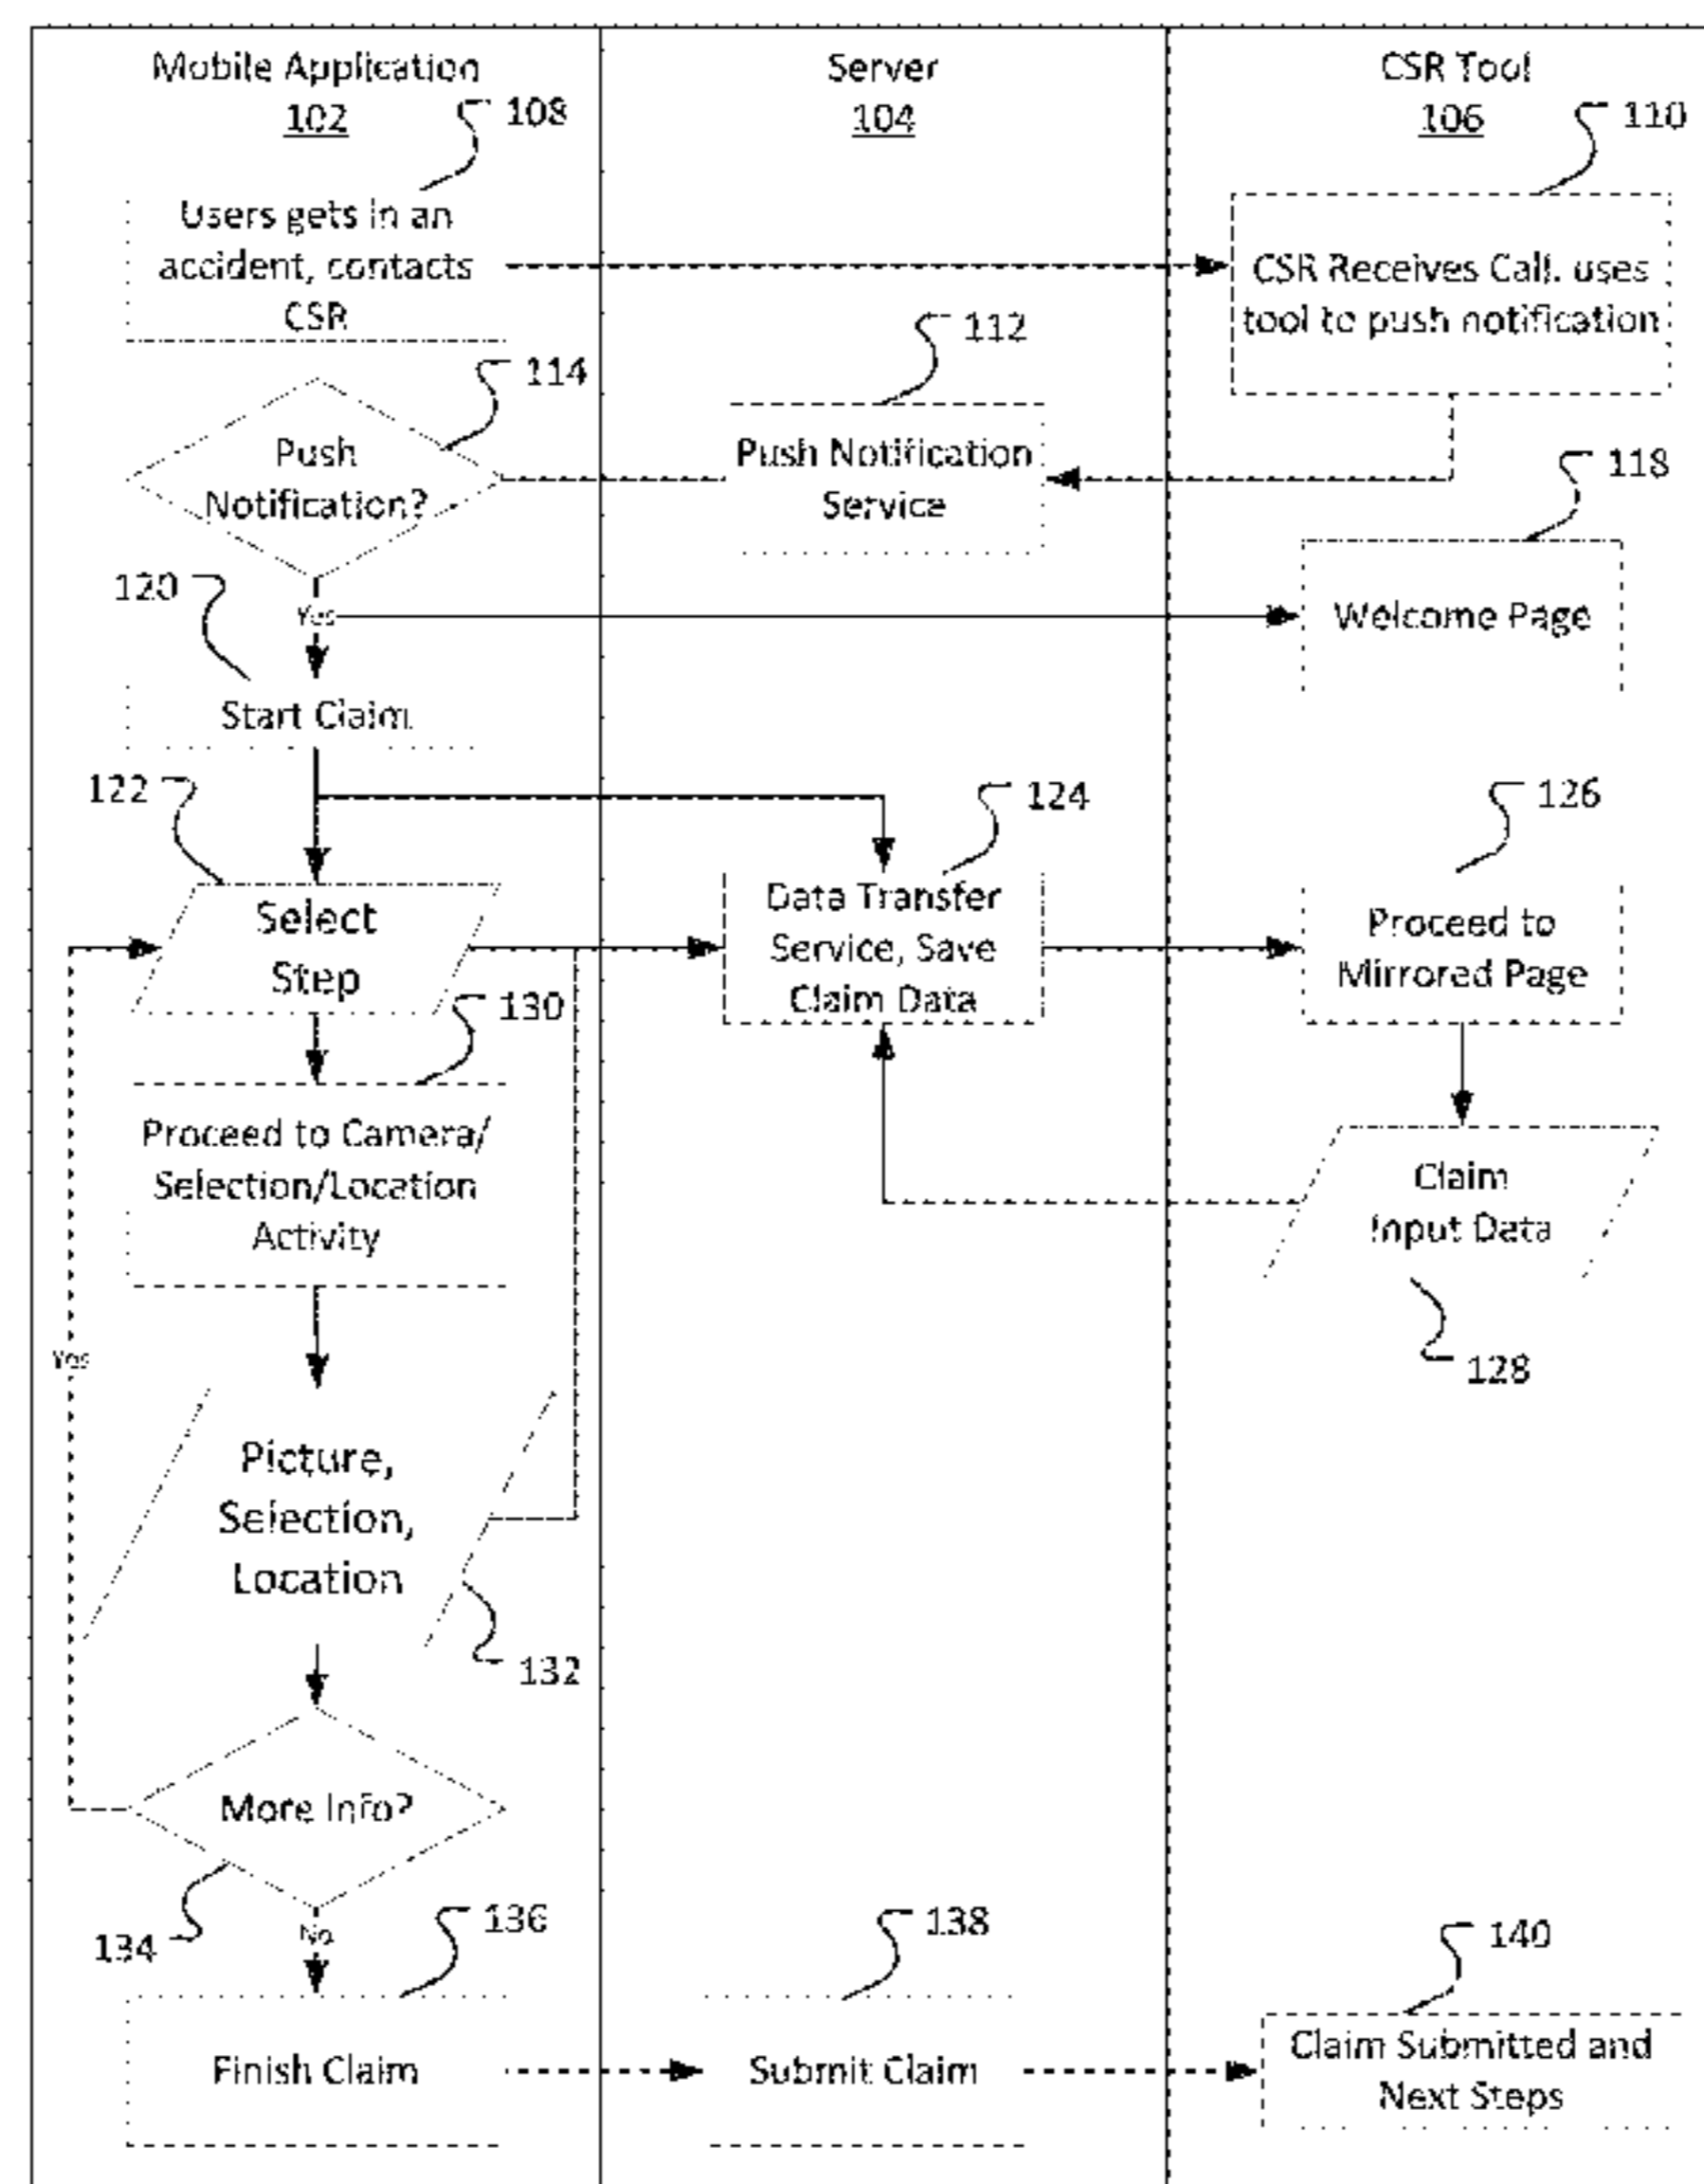 Mobile Application
102
Server
104
CSR Tool
106
108
110
Users gets in an
accident, contacts
CSR
CSR Receives Call. uses
tool to push notification
112
114
Push
Notification?
Push Notification
Service
118
120
Yes
Welcome Page
Start Claim
122
124
126
Select
Step
Data Transfer
Service, Save
Claim Data
Proceed to
Mirrored Page
130
Proceed to Camera/
Selection/Location
Activity
Claim
Input Data
128
Yes
Picture,
Selection,
Location
132
More Info?
134
No
136
138
140
Finish Claim
Submit Claim
Claim Submitted and
Next Steps